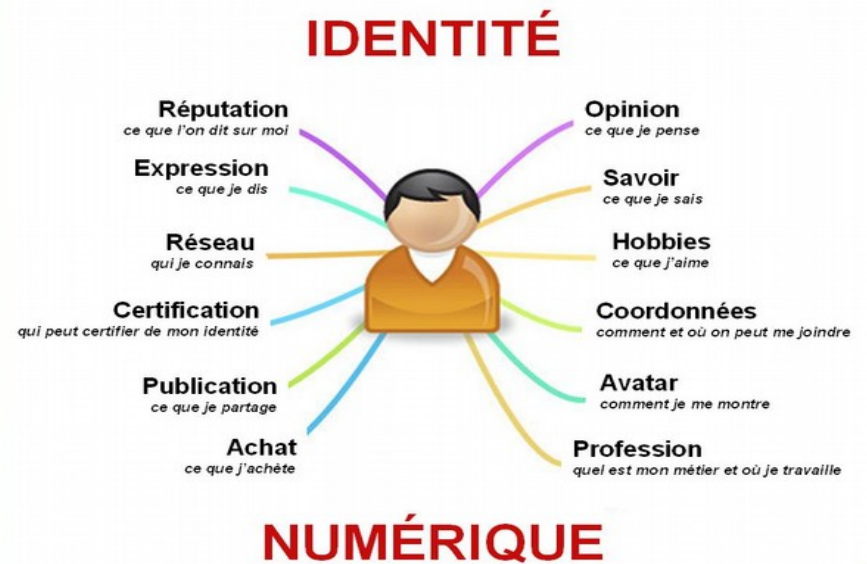 IDENTITÉ
Réputation
ce que l'on dit sur moi
Expression
ce que je dis
Réseau
qui je connais
Certification
qui peut certifier de mon identité
Publication
ce que je partage
Achat
ce que j'achète
Opinion
ce que je pense
Savoir
ce que je sais
Hobbies
ce que j'aime
Coordonnées
comment et où on peut me joindre
Avatar
comment je me montre
Profession
quel est mon métier et où je travaille
NUMÉRIQUE